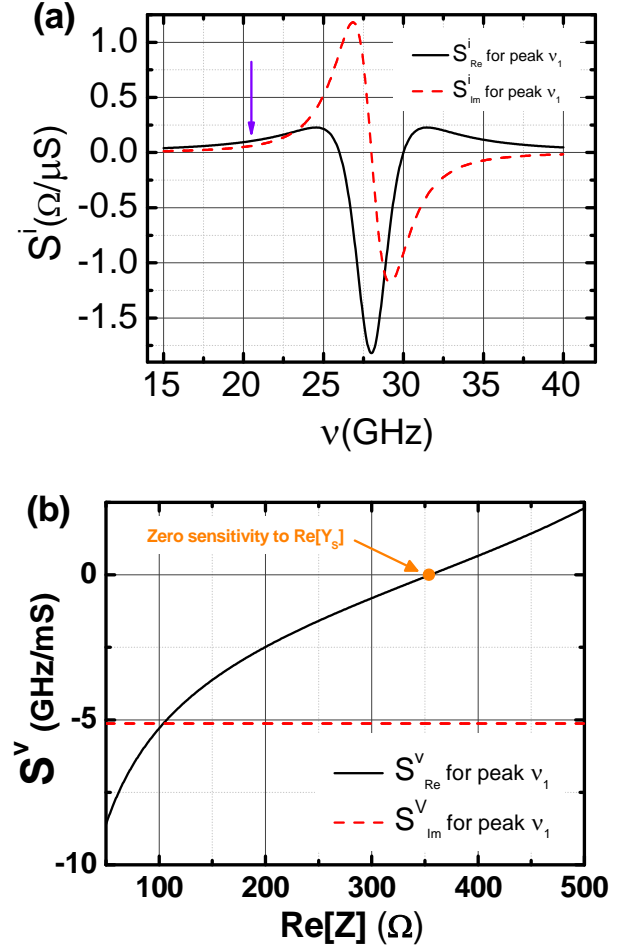 (a)
1.0
0.5
0.0
-0.5
-1.0
-1.5
S^i(Ω/μS)
S^i_Re for peak ν_1
S^i_Im for peak ν_1
15 20 25 30 35 40
ν(GHz)
(b)
0
-5
-10
S^ν (GHz/mS)
Zero sensitivity to Re[Y_S]
S^ν_Re for peak ν_1
S^V_Im for peak ν_1
100 200 300 400 500
Re[Z] (Ω)